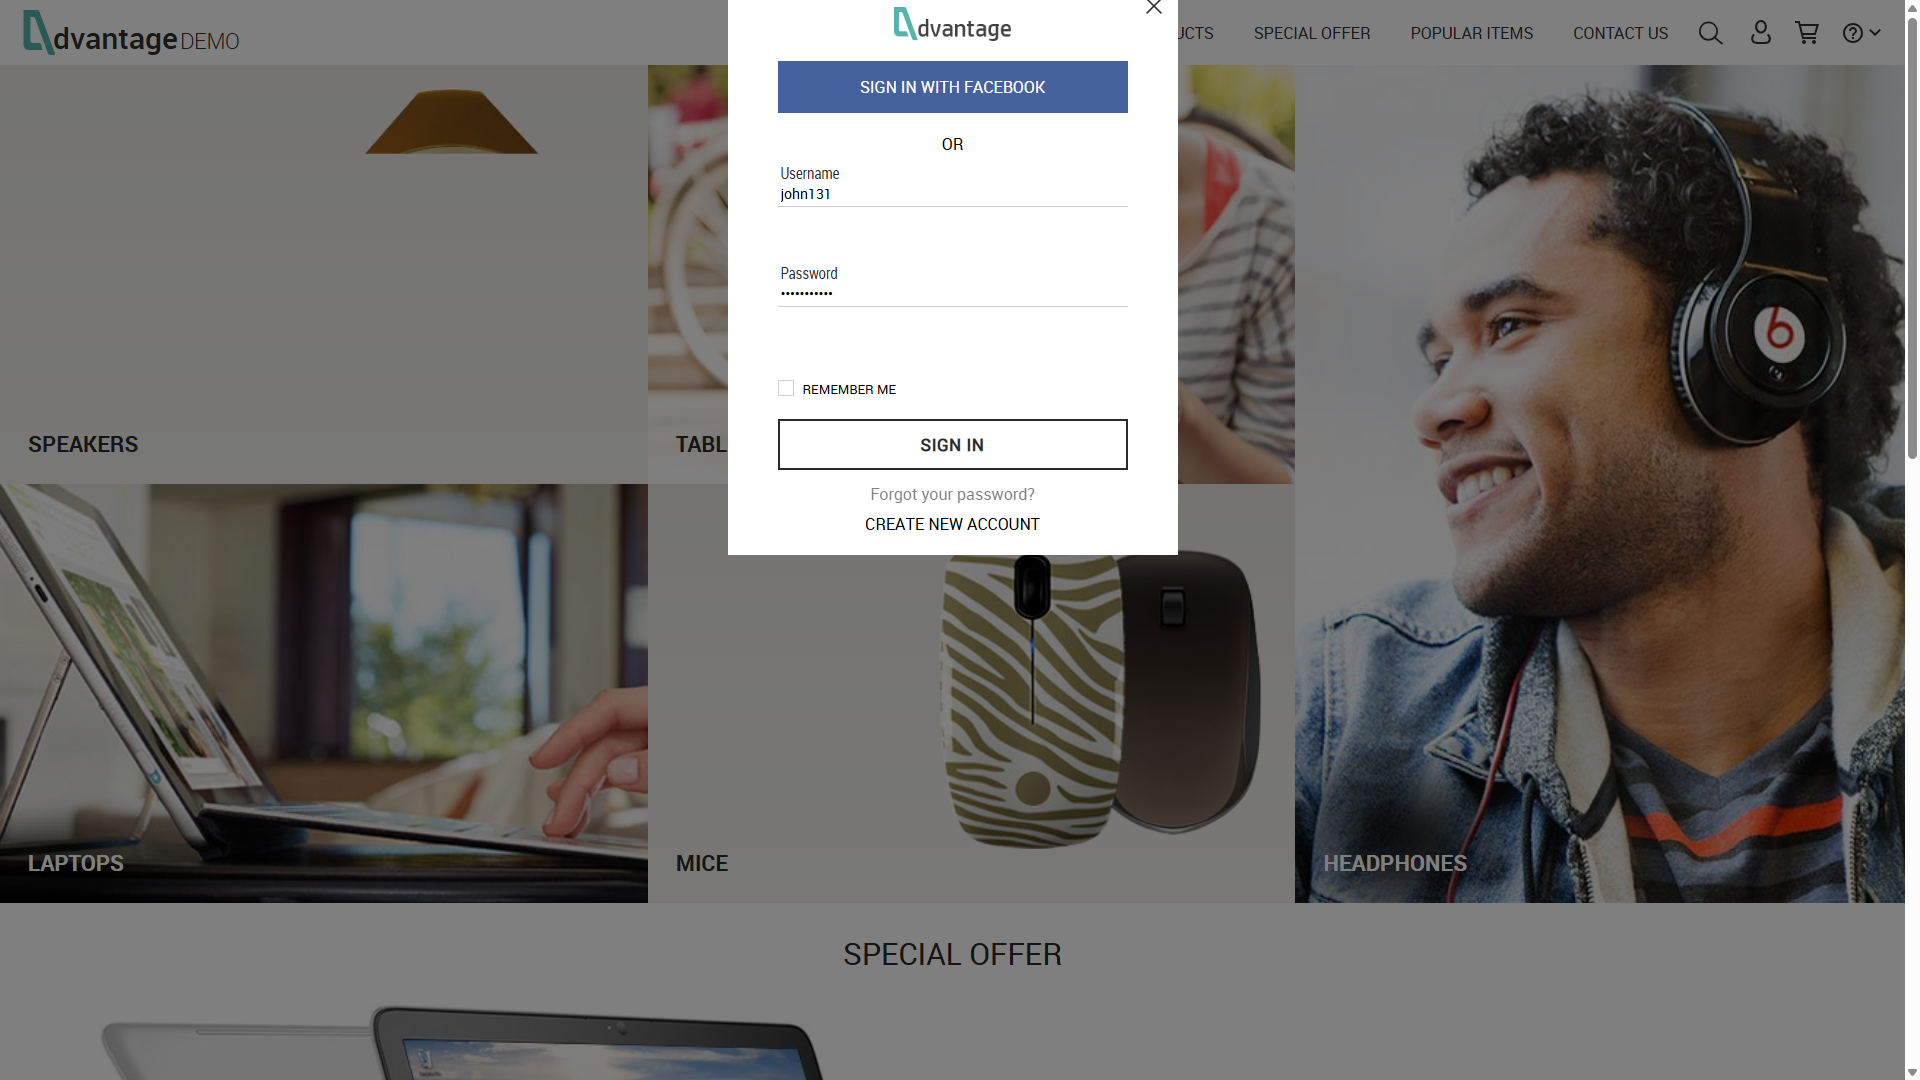 dvantage DEMO
UCTS SPECIAL OFFER POPULAR ITEMS CONTACT US ?
dvantage
SIGN IN WITH FACEBOOK
OR
Username
john131
Password
•••••••••••
REMEMBER ME
SIGN IN
Forgot your password?
CREATE NEW ACCOUNT
SPEAKERS
TABL
LAPTOPS
MICE
HEADPHONES
SPECIAL OFFER